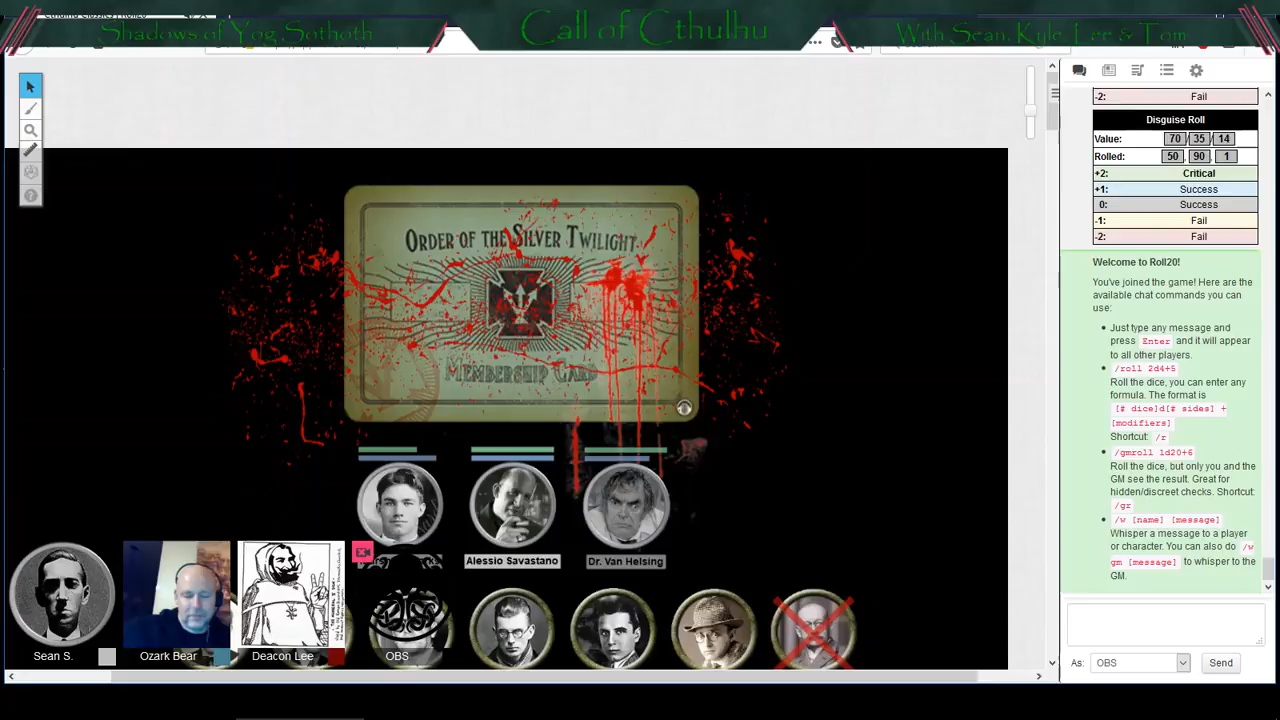 Shadows of Yog Sothoth
Call of Cthulhu
With Sean, Kyle, Lee & Tom
-2: Fail
Disguise Roll
Value: 70 35 14
Rolled: 50 90 1
+2: Critical
+1: Success
0: Success
-1: Fail
-2: Fail
Welcome to Roll20!
You've joined the game! Here are the
available chat commands you can
use:
Just type any message and
press Enter and it will appear
to all other players.
/roll 2d4+5
Roll the dice, you can enter any
formula. The format is
[# dice]d[# sides] +
[modifiers]
Shortcut: /r
/gmroll 1d20+6
Roll the dice, but only you and the
GM see the result. Great for
hidden/discreet checks. Shortcut:
/gr
/w [name] [message]
Whisper a message to a player
or character. You can also do /w
gm [message] to whisper to the
GM.
As: OBS Send
Order of the Silver Twilight
Membership Card
Alessio Savastano
Dr. Van Helsing
Sean S.
Ozark Bear
Deacon Lee
OBS